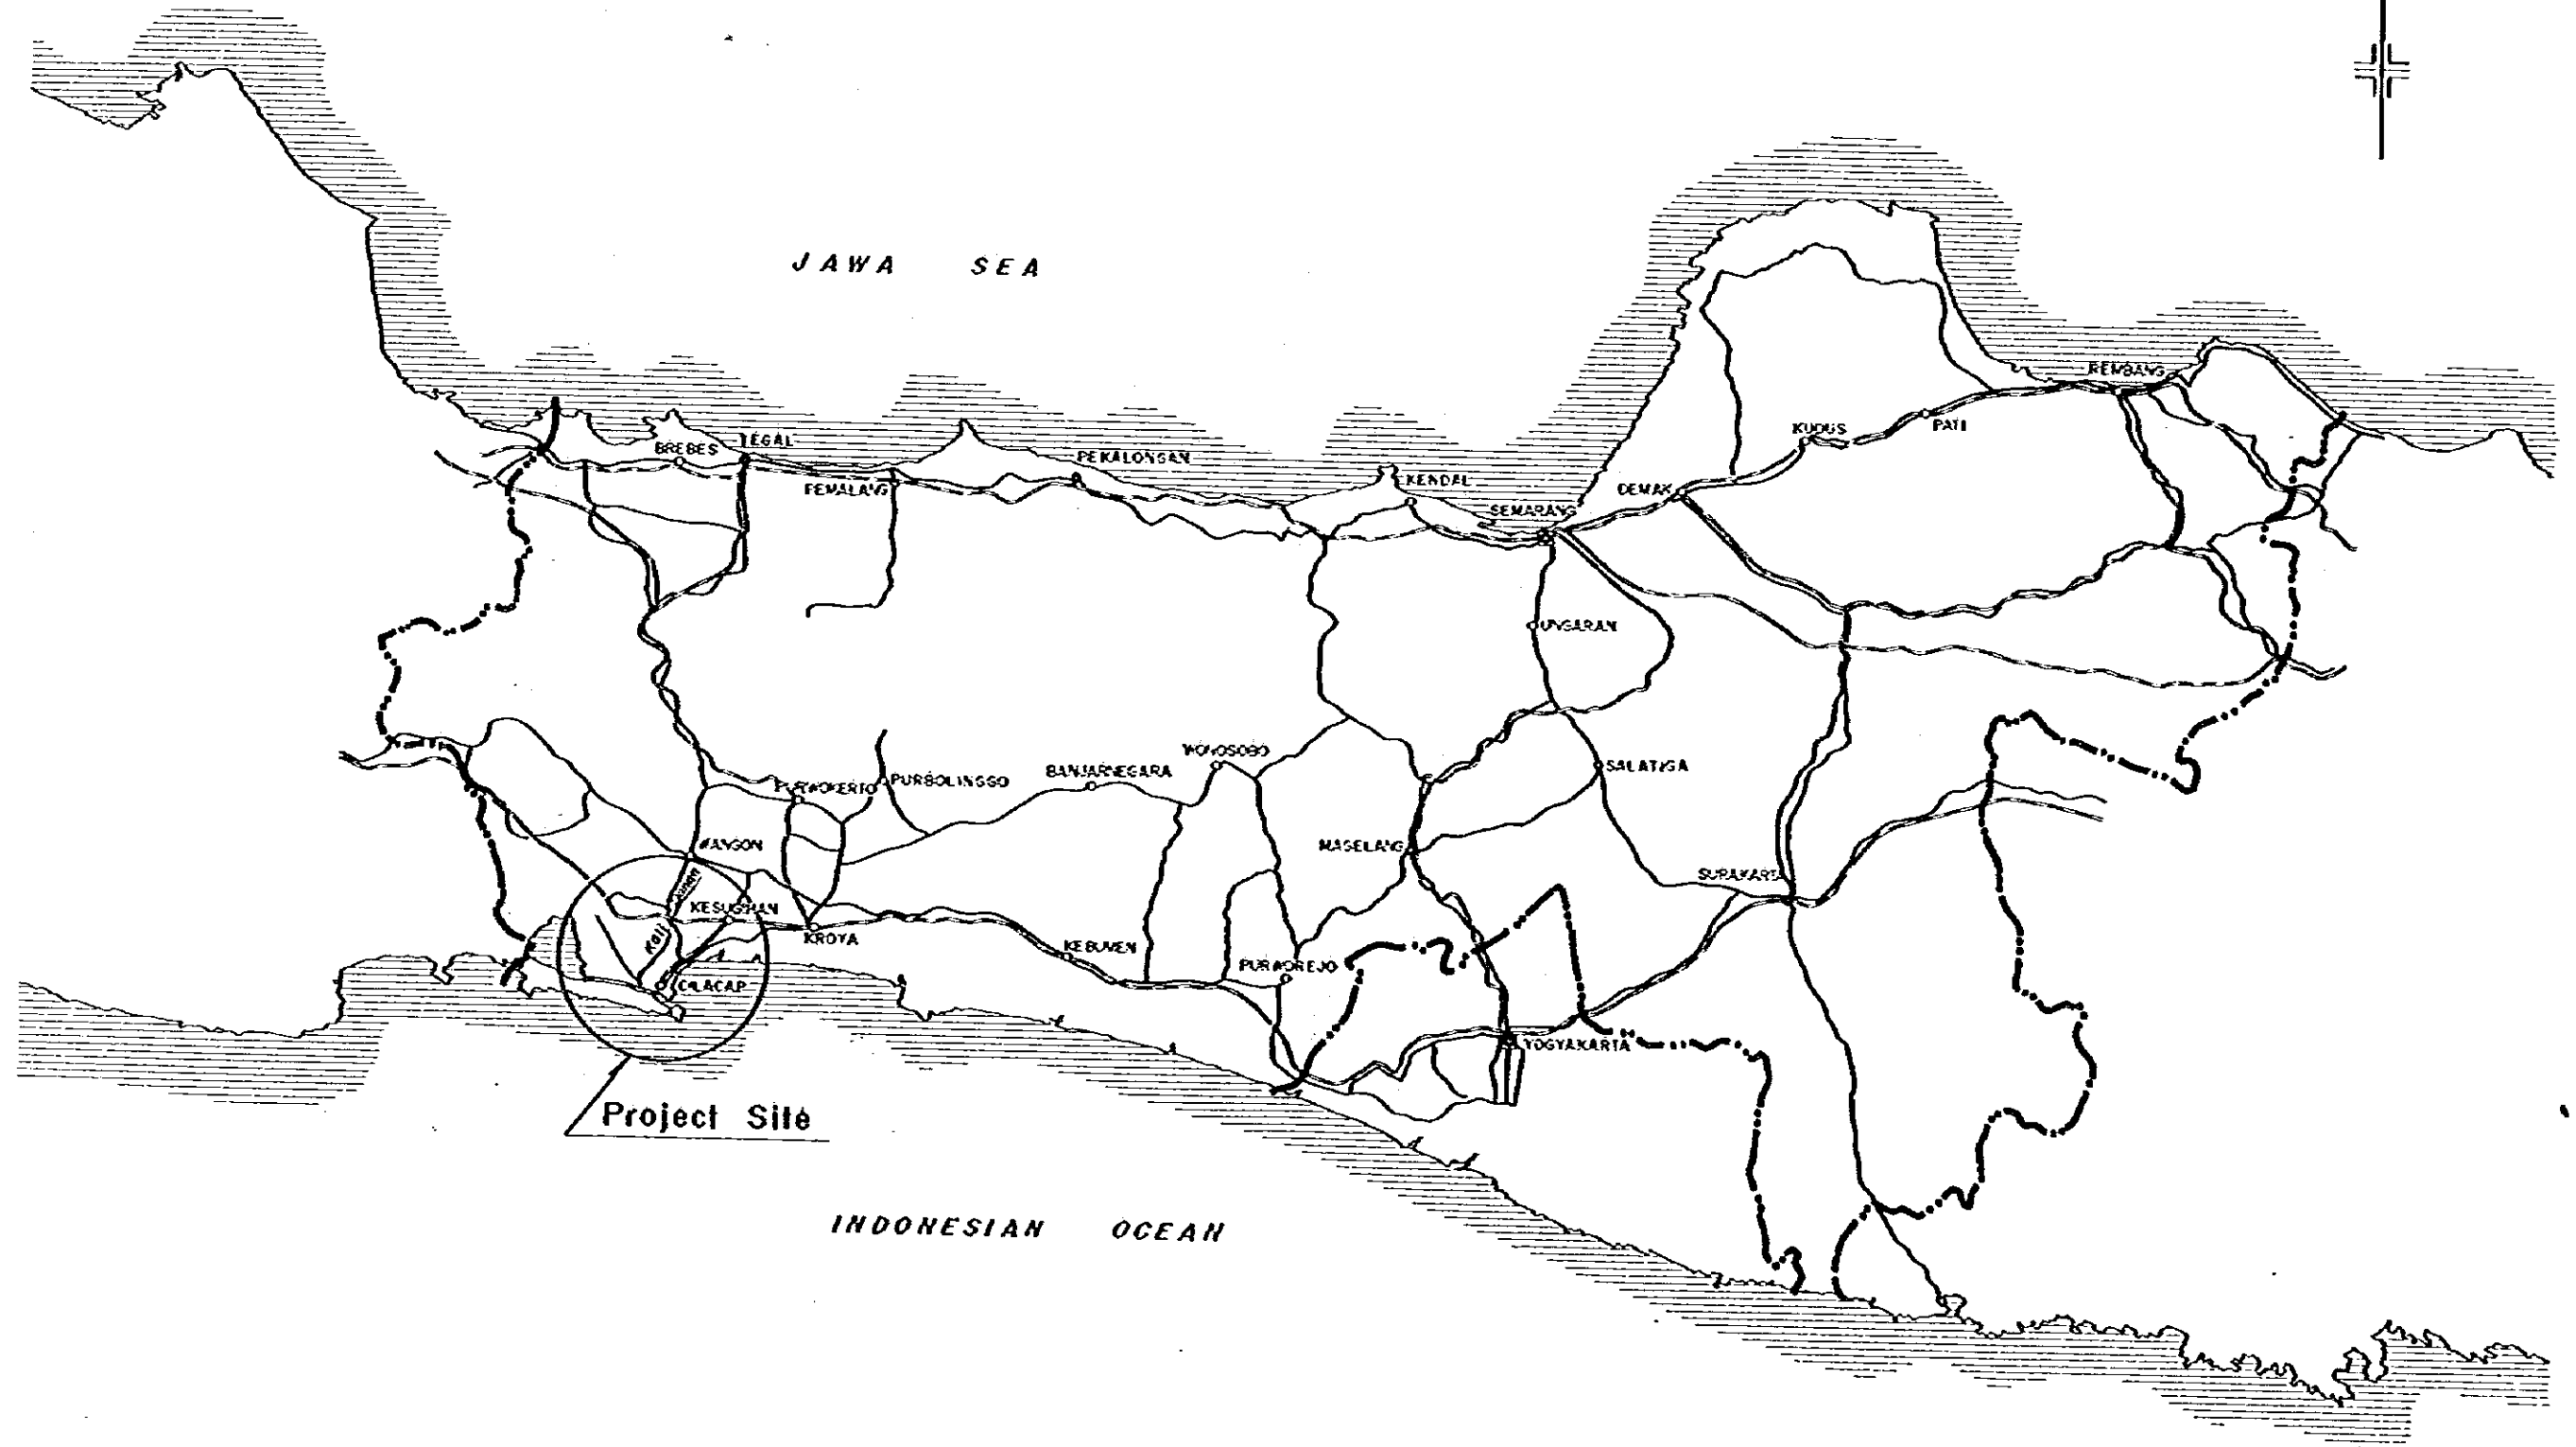 JAWA SEA
REMBANG
PATI
KUDUS
TEGAL
BREBES
PEKALONGAN
PEMALANG
KENDAL
DEMAK
SEMARANG
UNGARAN
WONOSOBO
SALATIGA
BANJARNEGARA
PURBOLINGGO
PURWOKERTO
WANGON
MAGELANG
SURAKARTA
KESUGIHAN
Kali
KROYA
KEBUMEN
PURWOREJO
CILACAP
YOGYAKARTA
Project Site
INDONESIAN OCEAN